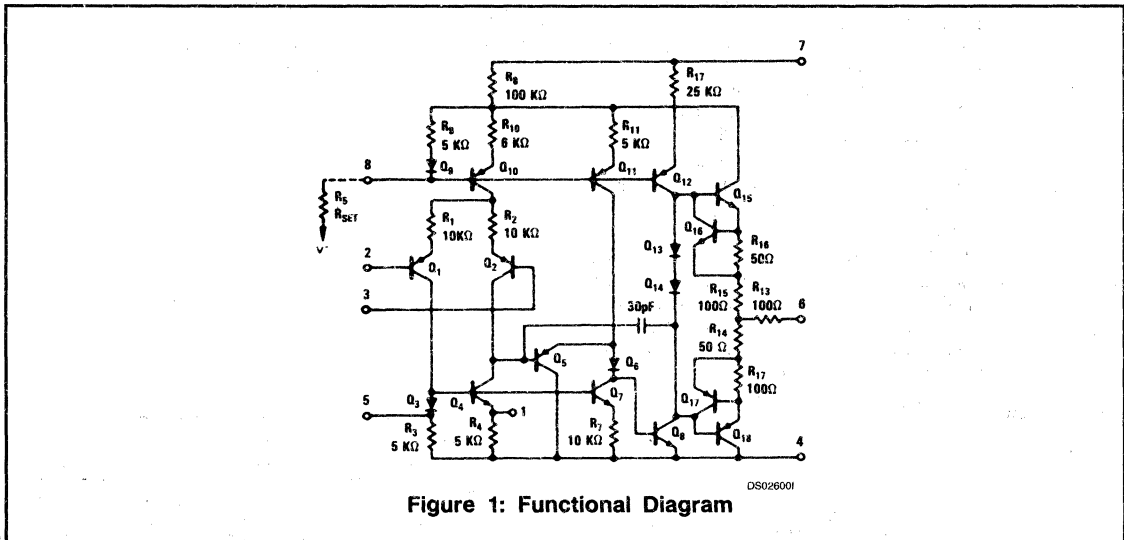 7
R6
100 KΩ
R17
25 KΩ
R9
5 KΩ
R10
6 KΩ
R11
5 KΩ
8
Q9
Q10
Q11
Q12
Q15
R5
RSET
V-
R1
10KΩ
R2
10 KΩ
Q16
R16
50Ω
Q13
2
Q1
Q2
Q14
R15
100Ω
R13
100Ω
3
30pF
6
R14
50 Ω
Q5
Q6
R17
100Ω
Q3
Q4
Q7
Q17
5
1
R3
5 KΩ
R4
5 KΩ
R7
10 KΩ
Q8
Q18
4
DS02600I
Figure 1: Functional Diagram